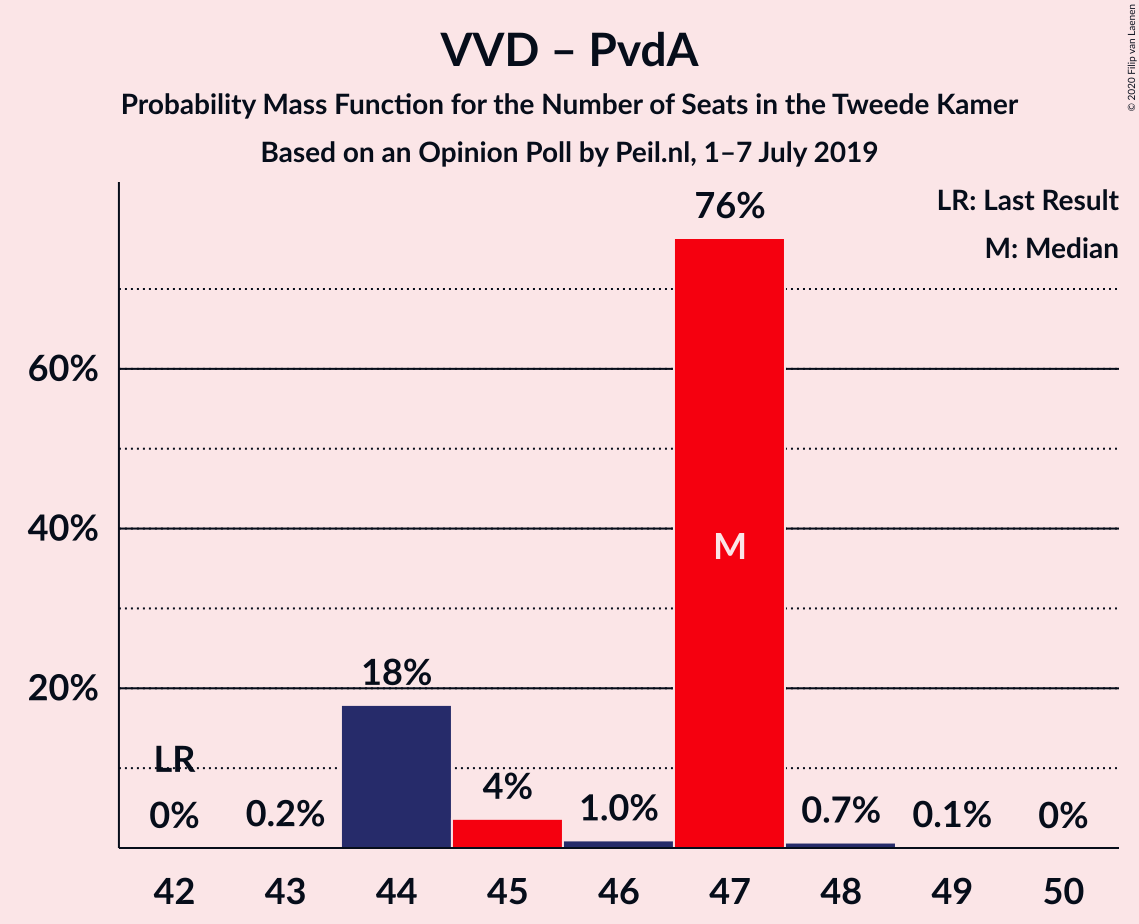 VVD – PvdA
Probability Mass Function for the Number of Seats in the Tweede Kamer
Based on an Opinion Poll by Peil.nl, 1–7 July 2019
© 2020 Filip van Laenen
LR: Last Result
M: Median
76%
60%
40%
M
18%
20%
LR
0%
0.2%
4%
1.0%
0.7%
0.1%
0%
42 43 44 45 46 47 48 49 50